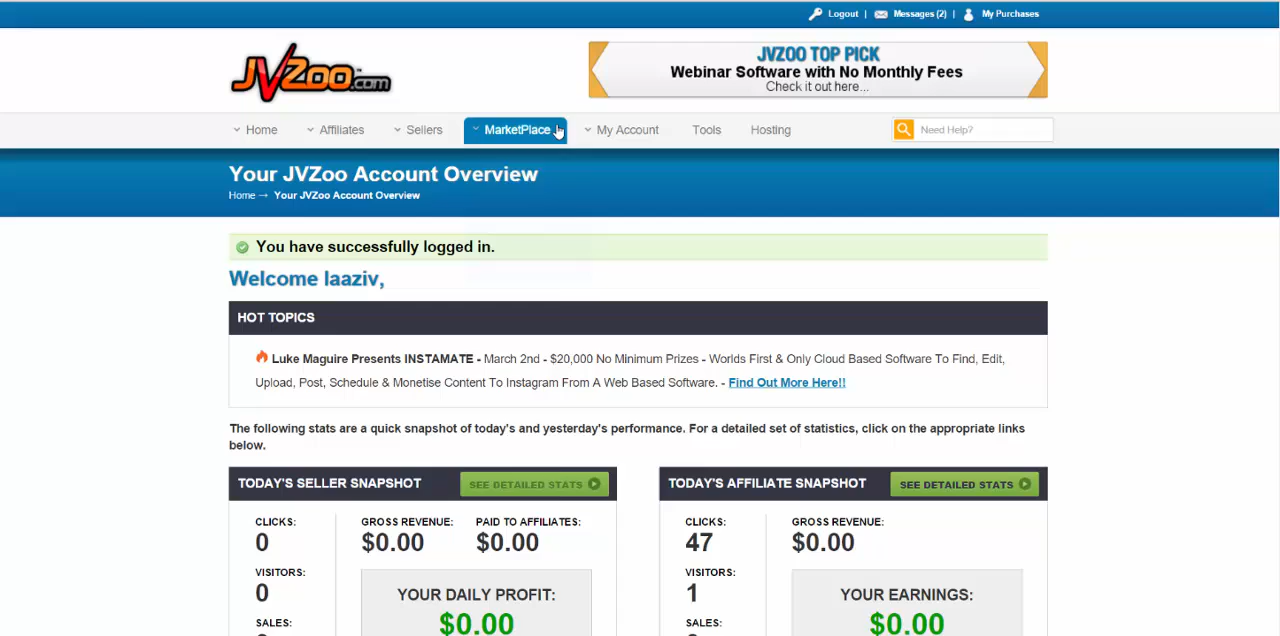 Logout | Messages (2) | My Purchases
JVZoo.com
JVZOO TOP PICK
Webinar Software with No Monthly Fees
Check it out here...
Home Affiliates Sellers MarketPlace My Account Tools Hosting Need Help?
Your JVZoo Account Overview
Home → Your JVZoo Account Overview
You have successfully logged in.
Welcome laaziv,
HOT TOPICS
Luke Maguire Presents INSTAMATE - March 2nd - $20,000 No Minimum Prizes - Worlds First & Only Cloud Based Software To Find, Edit,
Upload, Post, Schedule & Monetise Content To Instagram From A Web Based Software. - Find Out More Here!!
The following stats are a quick snapshot of today's and yesterday's performance. For a detailed set of statistics, click on the appropriate links
below.
TODAY'S SELLER SNAPSHOT SEE DETAILED STATS
CLICKS: GROSS REVENUE: PAID TO AFFILIATES:
0 $0.00 $0.00
VISITORS:
0
YOUR DAILY PROFIT:
$0.00
SALES:
TODAY'S AFFILIATE SNAPSHOT SEE DETAILED STATS
CLICKS: GROSS REVENUE:
47 $0.00
VISITORS:
1
YOUR EARNINGS:
$0.00
SALES: